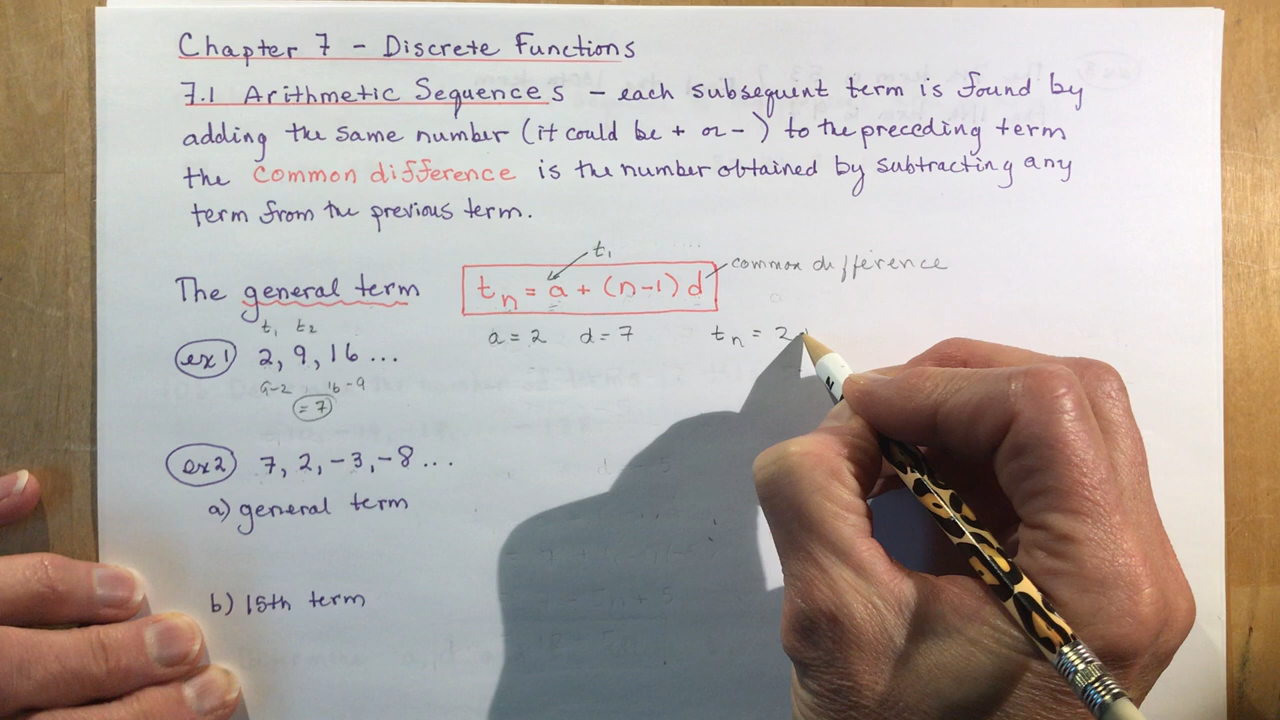 Chapter 7 - Discrete Functions
7.1 Arithmetic Sequences - each subsequent term is found by
adding the same number (it could be + or - ) to the preceding term
the common difference is the number obtained by subtracting any
term from the previous term.
t₁
common difference
The general term tₙ = a + (n-1) d
t₁ t₂
a = 2 d = 7 tₙ = 2
ex1 2, 9, 16 ...
9-2 16-9
= 7
ex2 7, 2, -3, -8 ...
a) general term
b) 15th term